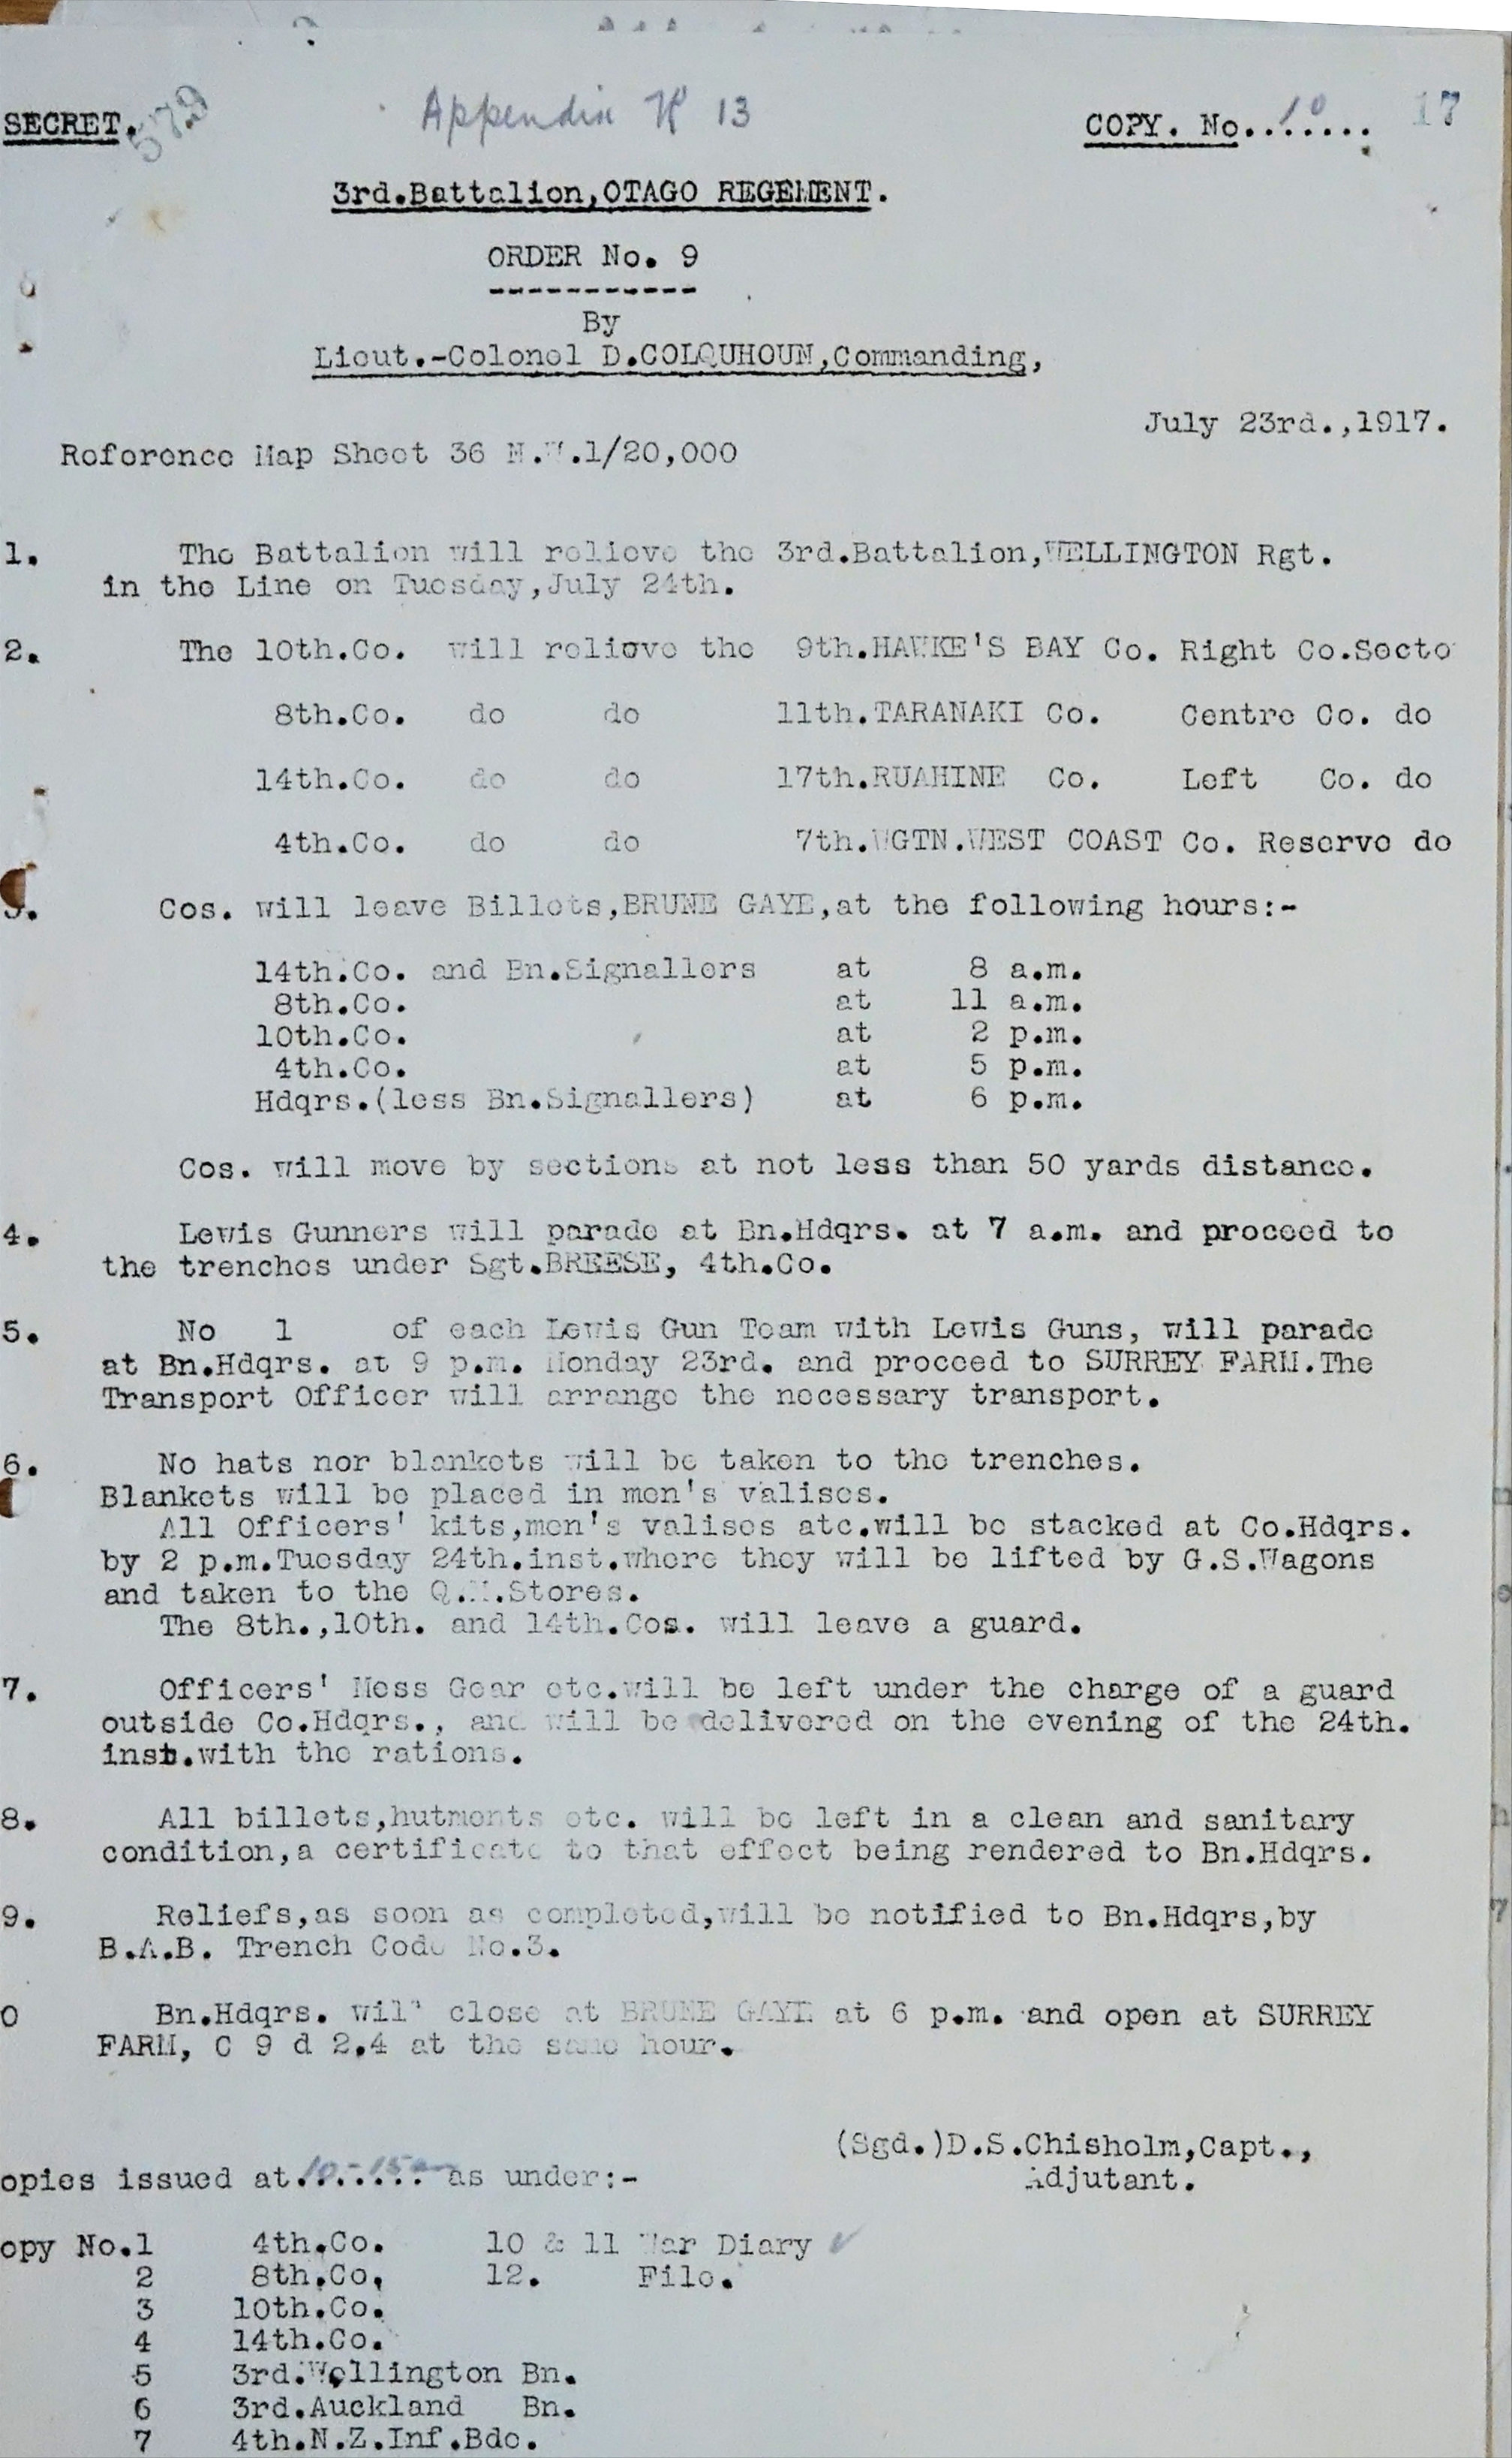 SECRET. 579 Appendix K 13 COPY. No..10..... 17
3rd.Battalion,OTAGO REGEMENT.
ORDER No. 9
-----------
By
Lieut.-Colonel D.COLQUHOUN,Commanding,
July 23rd.,1917.
Reference Map Sheet 36 N.W.1/20,000
1. The Battalion will relieve the 3rd.Battalion,WELLINGTON Rgt.
in the Line on Tuesday,July 24th.
2. The 10th.Co. will relieve the 9th.HAWKE'S BAY Co. Right Co.Secto
8th.Co. do do 11th.TARANAKI Co. Centre Co. do
14th.Co. do do 17th.RUAHINE Co. Left Co. do
4th.Co. do do 7th.WGTN.WEST COAST Co. Reserve do
3. Cos. will leave Billets,BRUNE GAYE,at the following hours:-
14th.Co. and Bn.Signallers at 8 a.m.
8th.Co. at 11 a.m.
10th.Co. at 2 p.m.
4th.Co. at 5 p.m.
Hdqrs.(less Bn.Signallers) at 6 p.m.
Cos. will move by sections at not less than 50 yards distance.
4. Lewis Gunners will parade at Bn.Hdqrs. at 7 a.m. and proceed to
the trenches under Sgt.BREESE, 4th.Co.
5. No 1 of each Lewis Gun Team with Lewis Guns, will parade
at Bn.Hdqrs. at 9 p.m. Monday 23rd. and proceed to SURREY FARM.The
Transport Officer will arrange the necessary transport.
6. No hats nor blankets will be taken to the trenches.
Blankets will be placed in men's valises.
All Officers' kits,men's valises atc.will be stacked at Co.Hdqrs.
by 2 p.m.Tuesday 24th.inst.where they will be lifted by G.S.Wagons
and taken to the Q.M.Stores.
The 8th.,10th. and 14th.Cos. will leave a guard.
7. Officers' Mess Gear etc.will be left under the charge of a guard
outside Co.Hdqrs., and will be delivered on the evening of the 24th.
inst.with the rations.
8. All billets,hutments etc. will be left in a clean and sanitary
condition,a certificate to that effect being rendered to Bn.Hdqrs.
9. Reliefs,as soon as completed,will be notified to Bn.Hdqrs,by
B.A.B. Trench Code No.3.
0 Bn.Hdqrs. will close at BRUNE GAYE at 6 p.m. and open at SURREY
FARM, C 9 d 2.4 at the same hour.
(Sgd.)D.S.Chisholm,Capt.,
Adjutant.
opies issued at.10-15am as under:-
opy No.1 4th.Co. 10 & 11 War Diary ✓
2 8th.Co, 12. File.
3 10th.Co.
4 14th.Co.
5 3rd.Wellington Bn.
6 3rd.Auckland Bn.
7 4th.N.Z.Inf.Bde.